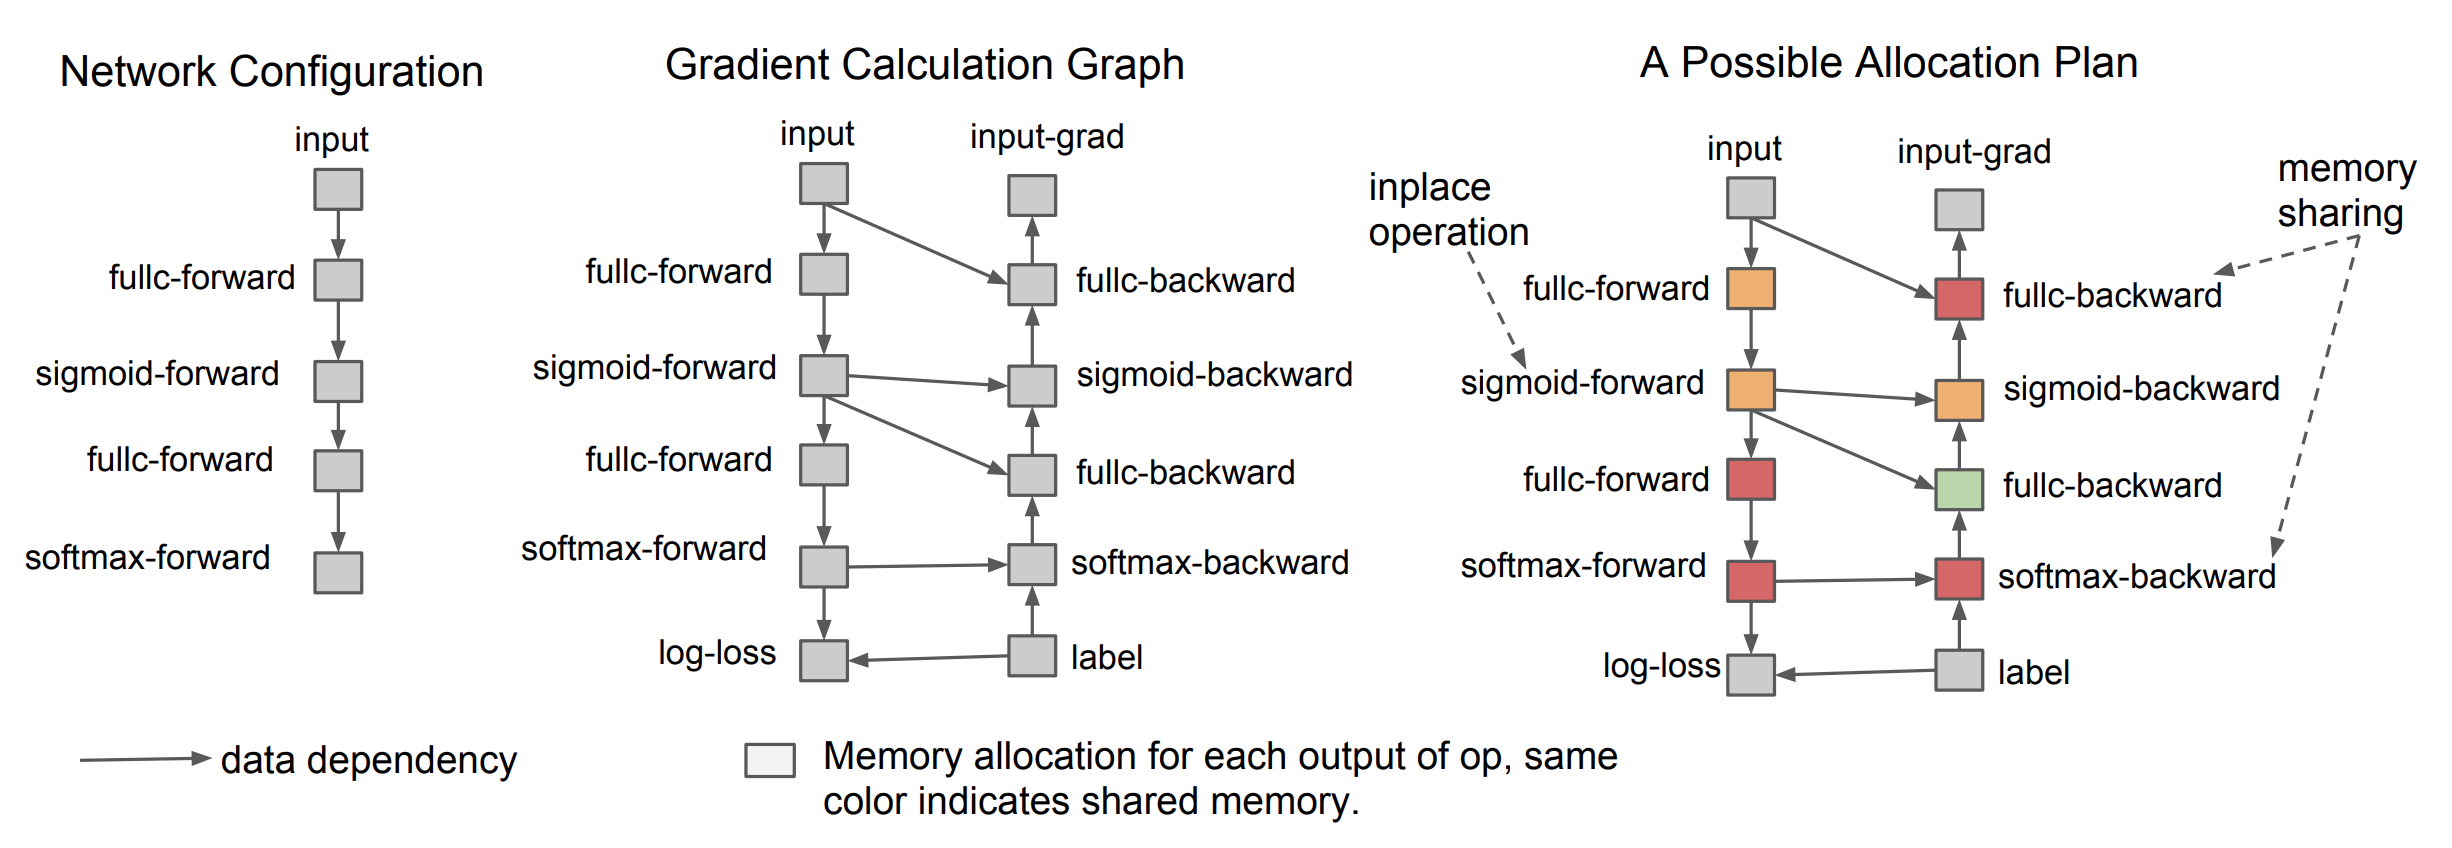 Network Configuration
input
fullc-forward
sigmoid-forward
fullc-forward
softmax-forward
Gradient Calculation Graph
input
input-grad
fullc-forward
fullc-backward
sigmoid-forward
sigmoid-backward
fullc-forward
fullc-backward
softmax-forward
softmax-backward
log-loss
label
A Possible Allocation Plan
input
input-grad
inplace
operation
memory
sharing
fullc-forward
fullc-backward
sigmoid-forward
sigmoid-backward
fullc-forward
fullc-backward
softmax-forward
softmax-backward
log-loss
label
data dependency
Memory allocation for each output of op, same
color indicates shared memory.